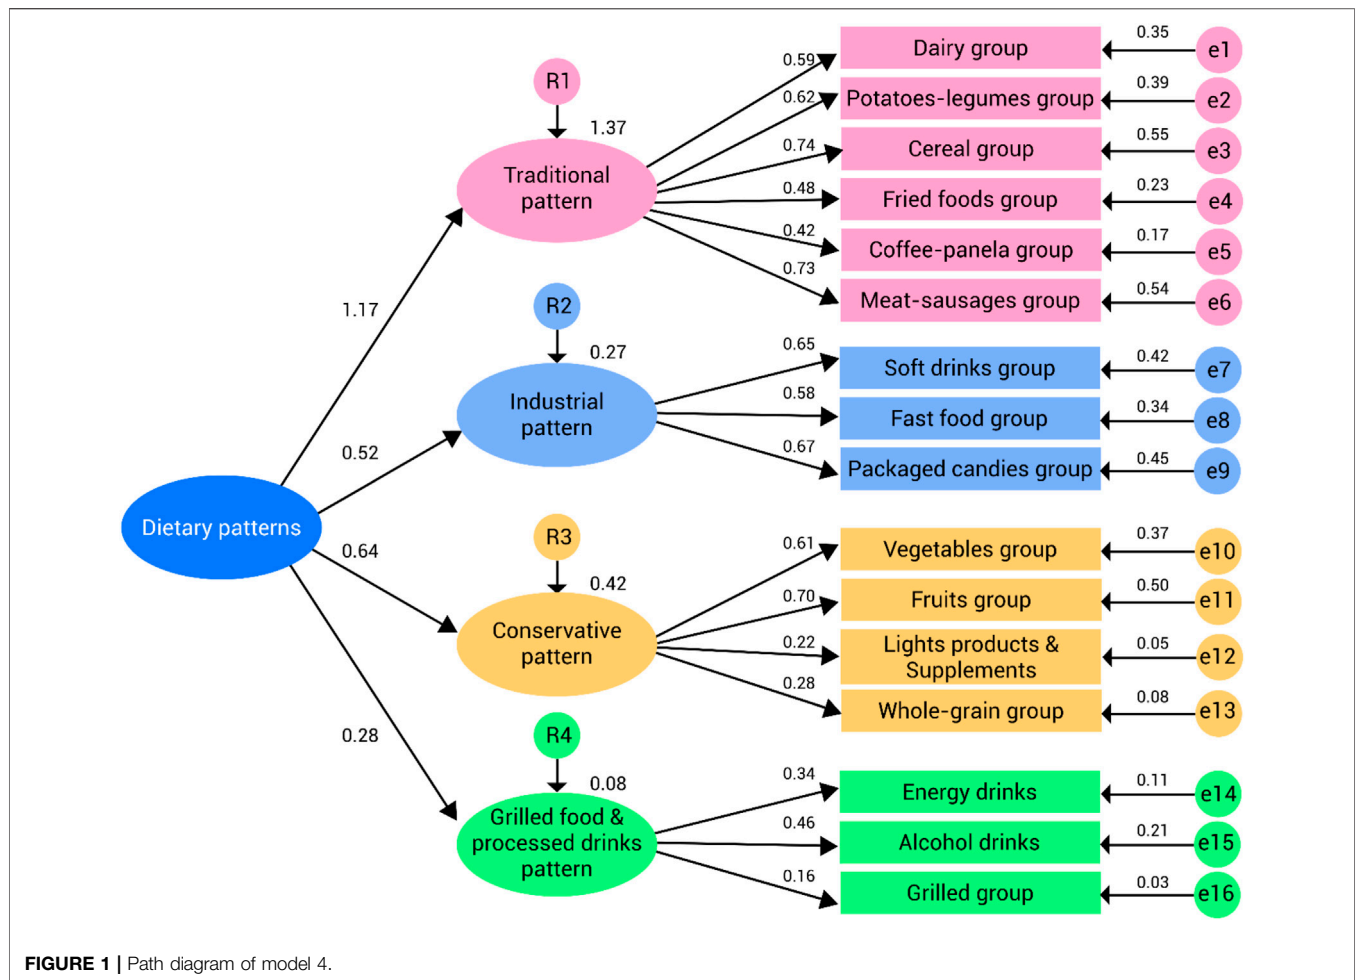 Dairy group
0.35
e1
0.59
R1
Potatoes-legumes group
0.39
e2
0.62
1.37
Cereal group
0.55
e3
0.74
Traditional
pattern
Fried foods group
0.23
e4
0.48
Coffee-panela group
0.17
e5
0.42
Meat-sausages group
0.54
e6
0.73
1.17
R2
0.27
Soft drinks group
0.42
e7
0.65
Industrial
pattern
Fast food group
0.34
e8
0.58
Packaged candies group
0.45
e9
0.67
0.52
Dietary patterns
R3
0.64
0.42
Vegetables group
0.37
e10
0.61
Fruits group
0.50
e11
0.70
Conservative
pattern
Lights products &
Supplements
0.05
e12
0.22
Whole-grain group
0.08
e13
0.28
0.28
R4
0.08
Energy drinks
0.11
e14
0.34
Grilled food &
processed drinks
pattern
Alcohol drinks
0.21
e15
0.46
Grilled group
0.03
e16
0.16
FIGURE 1 | Path diagram of model 4.